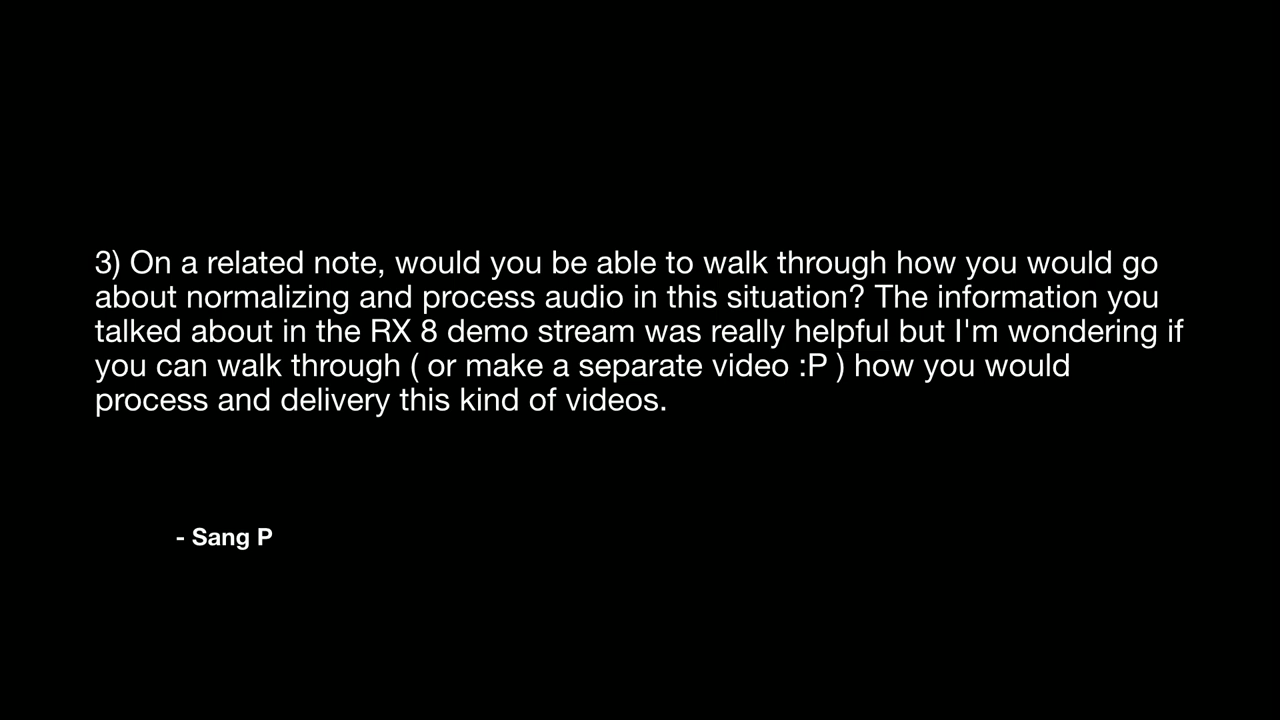 3) On a related note, would you be able to walk through how you would go
about normalizing and process audio in this situation? The information you
talked about in the RX 8 demo stream was really helpful but I'm wondering if
you can walk through ( or make a separate video :P ) how you would
process and delivery this kind of videos.
- Sang P